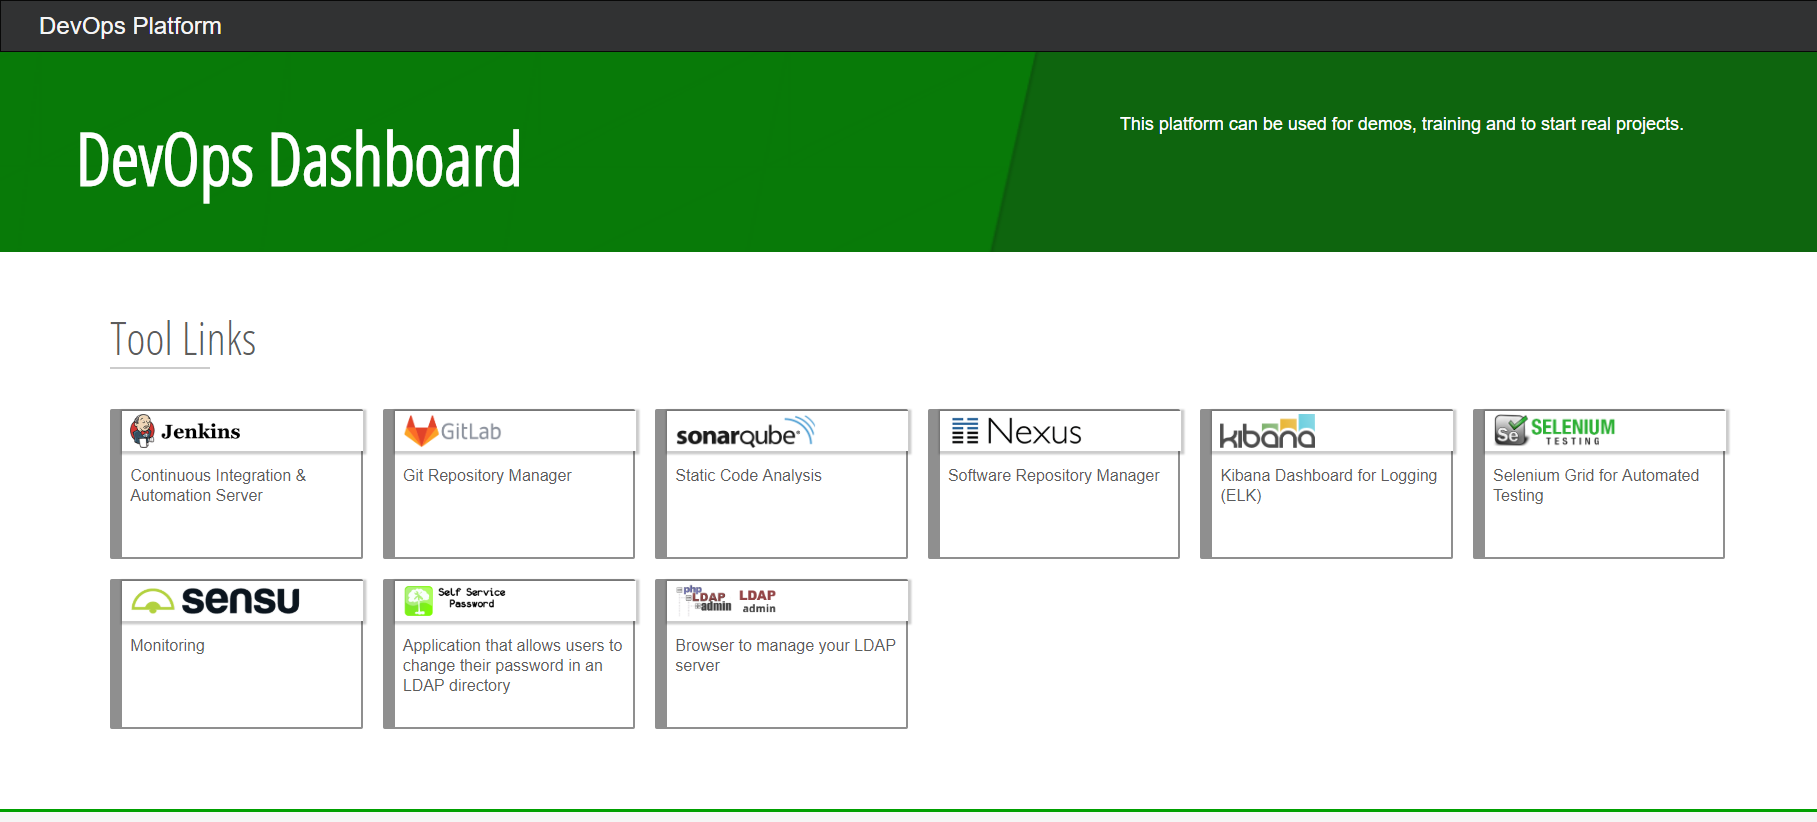 DevOps Platform
DevOps Dashboard
This platform can be used for demos, training and to start real projects.
Tool Links
Jenkins
Continuous Integration &
Automation Server
GitLab
Git Repository Manager
sonarqube
Static Code Analysis
Nexus
Software Repository Manager
kibana
Kibana Dashboard for Logging
(ELK)
Se
SELENIUM
TESTING
Selenium Grid for Automated
Testing
sensu
Monitoring
Self Service
Password
Application that allows users to
change their password in an
LDAP directory
php
LDAP
admin
LDAP
admin
Browser to manage your LDAP
server